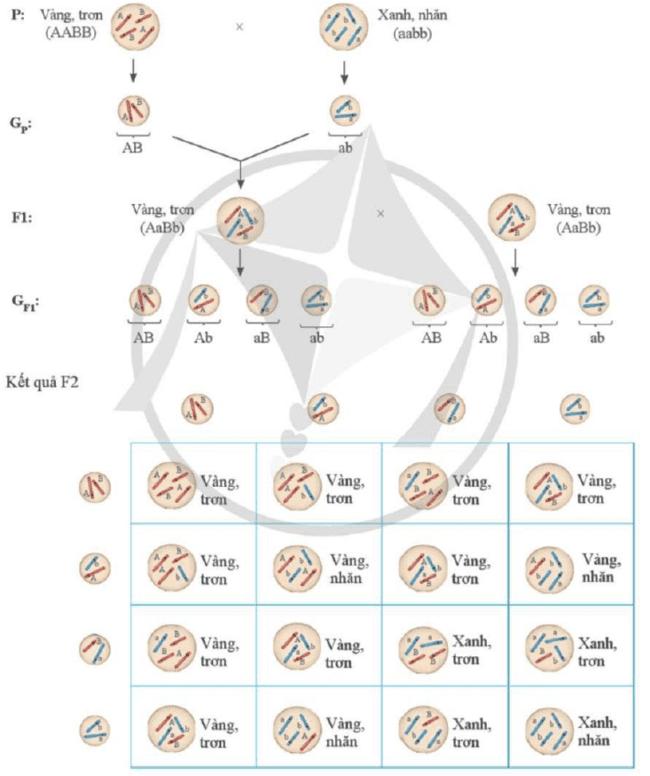 P: Vàng, trơn × Xanh, nhăn
(AABB) (aabb)
G_P:
AB ab
F1: Vàng, trơn × Vàng, trơn
(AaBb) (AaBb)
G_F1:
AB Ab aB ab AB Ab aB ab
Kết quả F2
Vàng, Vàng, Vàng, Vàng,
trơn trơn trơn trơn
Vàng, Vàng, Vàng, Vàng,
trơn nhăn trơn nhăn
Vàng, Vàng, Xanh, Xanh,
trơn trơn trơn trơn
Vàng, Vàng, Xanh, Xanh,
trơn nhăn trơn nhăn